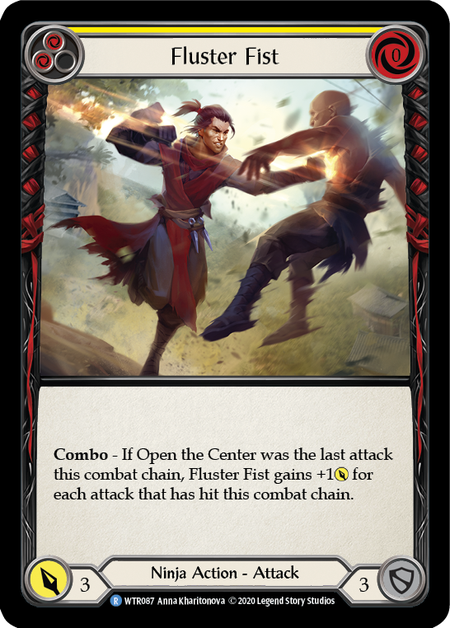 Fluster Fist
0
Combo - If Open the Center was the last attack
this combat chain, Fluster Fist gains +1 for
each attack that has hit this combat chain.
3
Ninja Action - Attack
3
R WTR087 Anna Kharitonova © 2020 Legend Story Studios